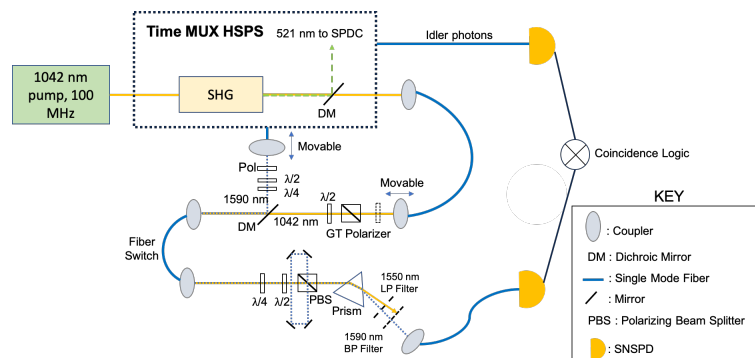 Time MUX HSPS
521 nm to SPDC
Idler photons
1042 nm
pump, 100
MHz
SHG
DM
Movable
Coincidence Logic
Pol
λ/2
λ/4
1590 nm
DM
1042 nm
λ/2
Movable
GT Polarizer
Fiber
Switch
λ/4
λ/2
PBS
Prism
1550 nm
LP Filter
1590 nm
BP Filter
KEY
: Coupler
DM : Dichroic Mirror
: Single Mode Fiber
: Mirror
PBS : Polarizing Beam Splitter
: SNSPD